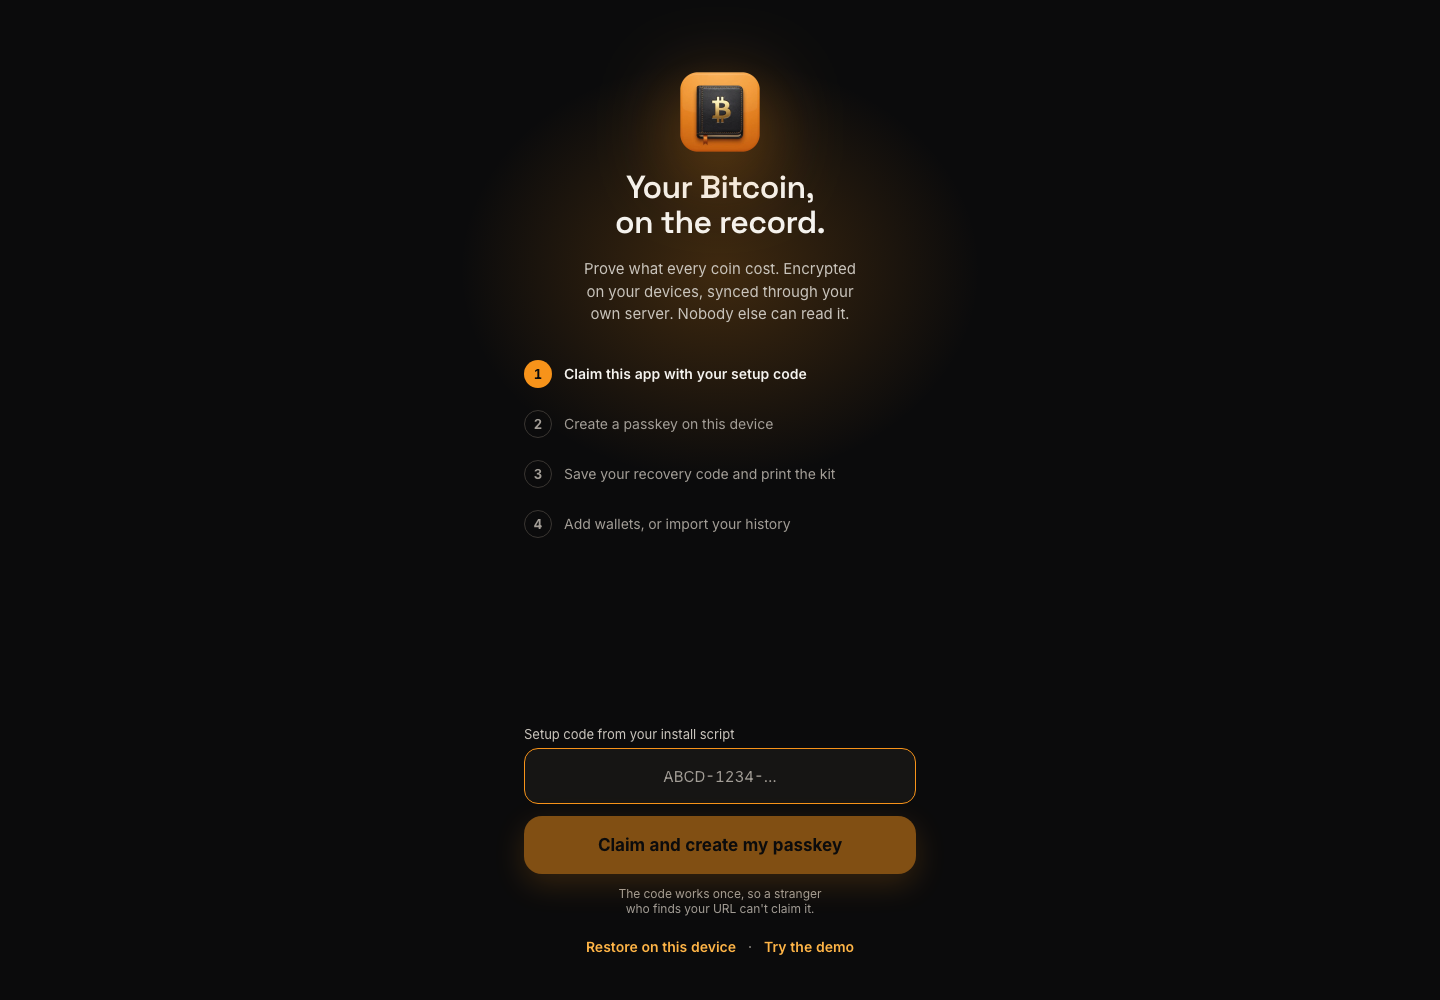 Your Bitcoin,
on the record.
Prove what every coin cost. Encrypted
on your devices, synced through your
own server. Nobody else can read it.
1 Claim this app with your setup code
2 Create a passkey on this device
3 Save your recovery code and print the kit
4 Add wallets, or import your history
Setup code from your install script
ABCD-1234-...
Claim and create my passkey
The code works once, so a stranger
who finds your URL can't claim it.
Restore on this device · Try the demo